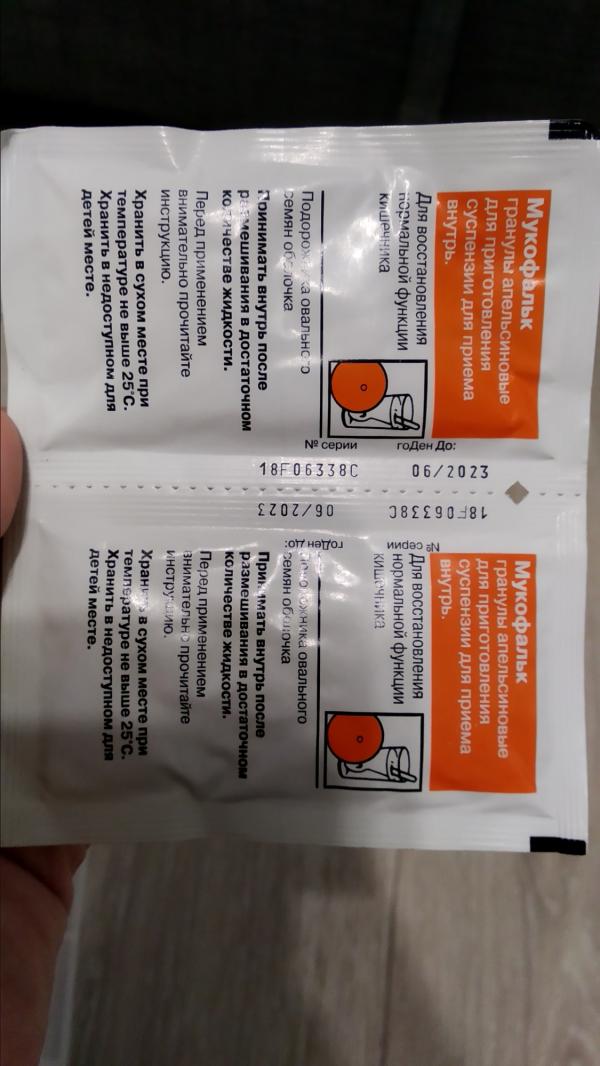 Мукофальк
гранулы апельсиновые
для приготовления
суспензии для приема
внутрь.
Для восстановления
нормальной функции
кишечника
Подорожника овального
семян оболочка
Принимать внутрь после
размешивания в достаточном
количестве жидкости.
Перед применением
внимательно прочитайте
инструкцию.
Хранить в сухом месте при
температуре не выше 25°C.
Хранить в недоступном для
детей месте.
№ серии годен до:
18F06338C 06/2023
18F06338C 06/2023
№ серии годен до:
Мукофальк
гранулы апельсиновые
для приготовления
суспензии для приема
внутрь.
Для восстановления
нормальной функции
кишечника
Подорожника овального
семян оболочка
Принимать внутрь после
размешивания в достаточном
количестве жидкости.
Перед применением
внимательно прочитайте
инструкцию.
Хранить в сухом месте при
температуре не выше 25°C.
Хранить в недоступном для
детей месте.